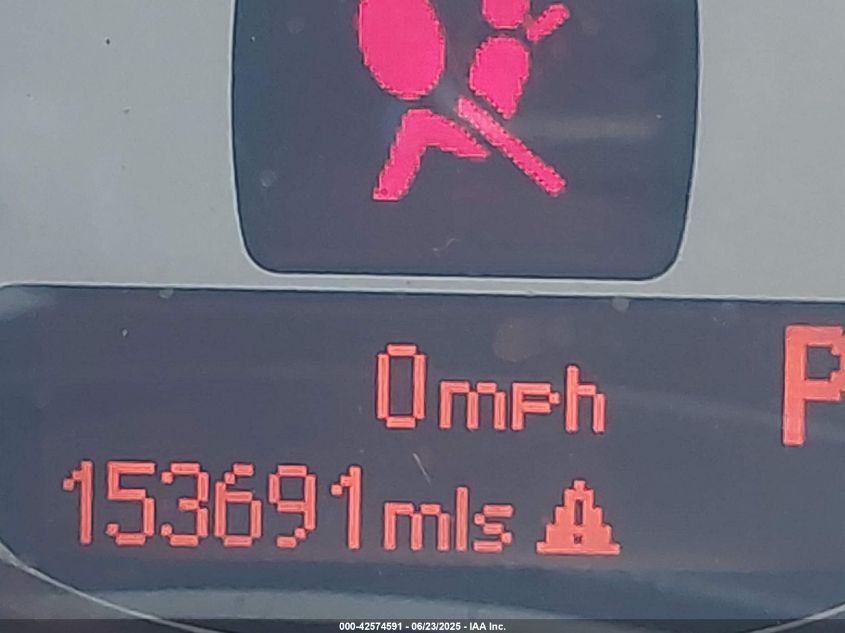 0mph
P
153691mls
000-42574591 - 06/23/2025 - IAA Inc.